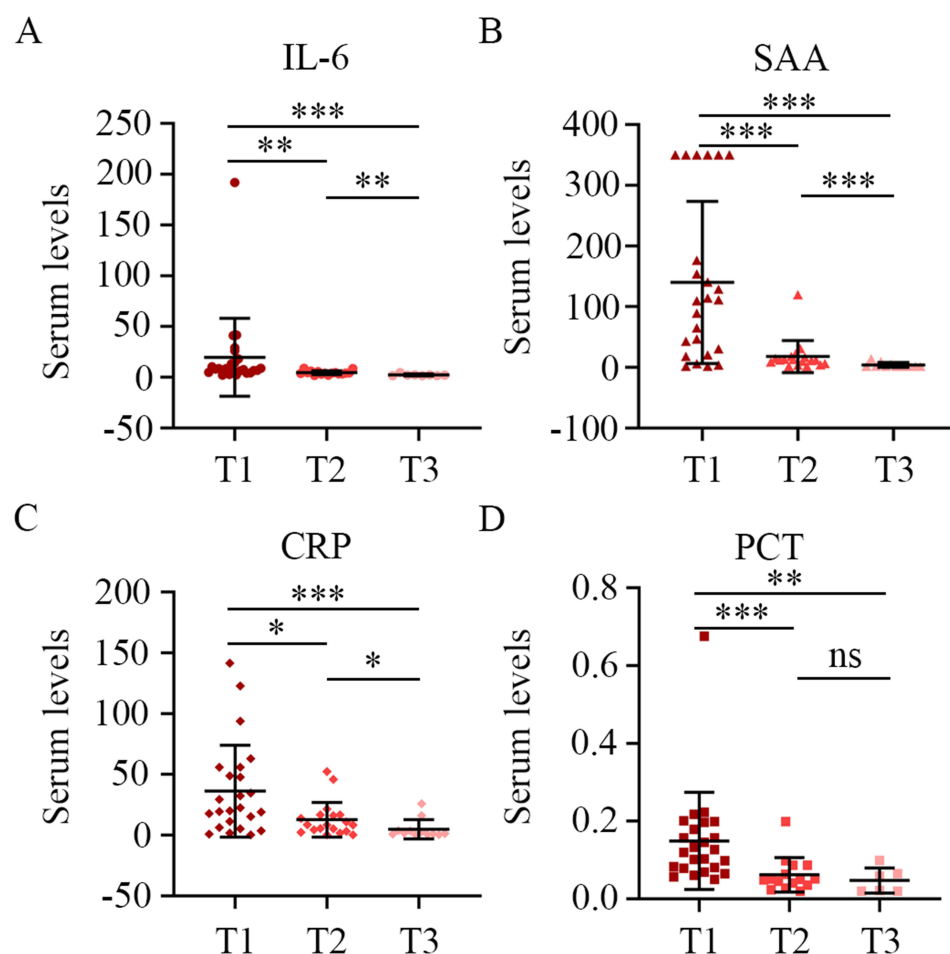 A
IL-6
Serum levels
250
200
150
100
50
0
-50
***
**
**
T1 T2 T3
B
SAA
Serum levels
400
300
200
100
0
-100
***
***
***
T1 T2 T3
C
CRP
Serum levels
200
150
100
50
0
-50
***
*
*
T1 T2 T3
D
PCT
Serum levels
0.8
0.6
0.4
0.2
0.0
**
***
ns
T1 T2 T3